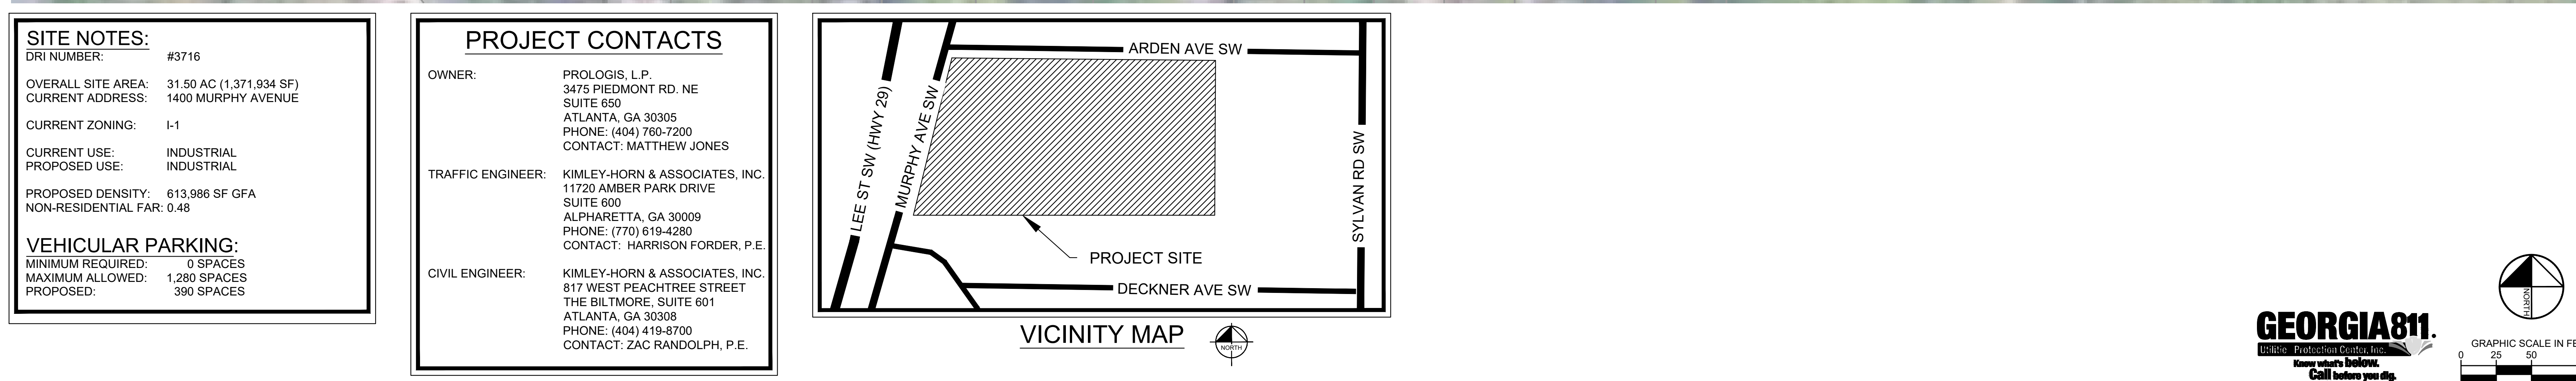 SITE NOTES:
DRI NUMBER: #3716
OVERALL SITE AREA: 31.50 AC (1,371,934 SF)
CURRENT ADDRESS: 1400 MURPHY AVENUE
CURRENT ZONING: I-1
CURRENT USE: INDUSTRIAL
PROPOSED USE: INDUSTRIAL
PROPOSED DENSITY: 613,986 SF GFA
NON-RESIDENTIAL FAR: 0.48
VEHICULAR PARKING:
MINIMUM REQUIRED: 0 SPACES
MAXIMUM ALLOWED: 1,280 SPACES
PROPOSED: 390 SPACES
PROJECT CONTACTS
OWNER: PROLOGIS, L.P.
3475 PIEDMONT RD. NE
SUITE 650
ATLANTA, GA 30305
PHONE: (404) 760-7200
CONTACT: MATTHEW JONES
TRAFFIC ENGINEER: KIMLEY-HORN & ASSOCIATES, INC.
11720 AMBER PARK DRIVE
SUITE 600
ALPHARETTA, GA 30009
PHONE: (770) 619-4280
CONTACT: HARRISON FORDER, P.E.
CIVIL ENGINEER: KIMLEY-HORN & ASSOCIATES, INC.
817 WEST PEACHTREE STREET
THE BILTMORE, SUITE 601
ATLANTA, GA 30308
PHONE: (404) 419-8700
CONTACT: ZAC RANDOLPH, P.E.
ARDEN AVE SW
LEE ST SW (HWY 29)
MURPHY AVE SW
SYLVAN RD SW
PROJECT SITE
DECKNER AVE SW
VICINITY MAP
NORTH
GEORGIA811.
Utilitie Protection Center, Inc.
Know what's below.
Call before you dig.
NORTH
GRAPHIC SCALE IN FE
0 25 50